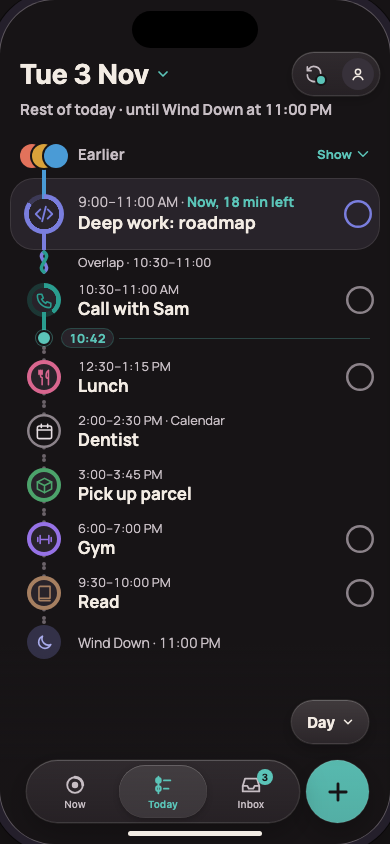 Tue 3 Nov
Rest of today · until Wind Down at 11:00 PM
Earlier
Show
9:00–11:00 AM · Now, 18 min left
Deep work: roadmap
Overlap · 10:30–11:00
10:30–11:00 AM
Call with Sam
10:42
12:30–1:15 PM
Lunch
2:00–2:30 PM · Calendar
Dentist
3:00–3:45 PM
Pick up parcel
6:00–7:00 PM
Gym
9:30–10:00 PM
Read
Wind Down · 11:00 PM
Day
3
Now
Today
Inbox